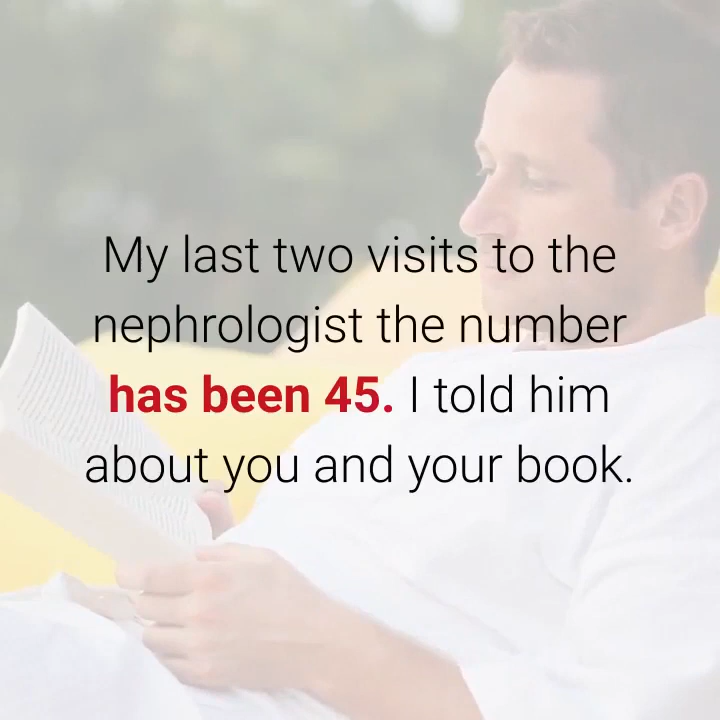 My last two visits to the
nephrologist the number
has been 45. I told him
about you and your book.